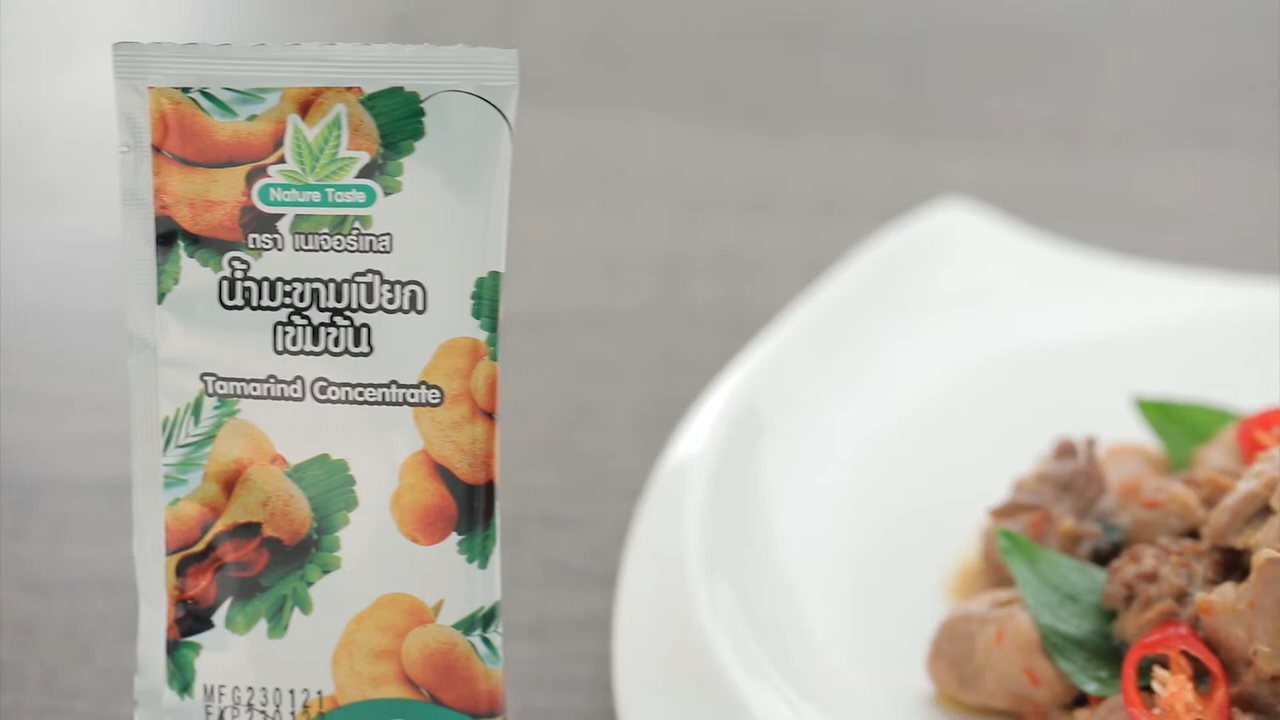 Nature Taste
ตรา เนเจอร์เทส
น้ำมะขามเปียก
เข้มข้น
Tamarind Concentrate
MFG230121